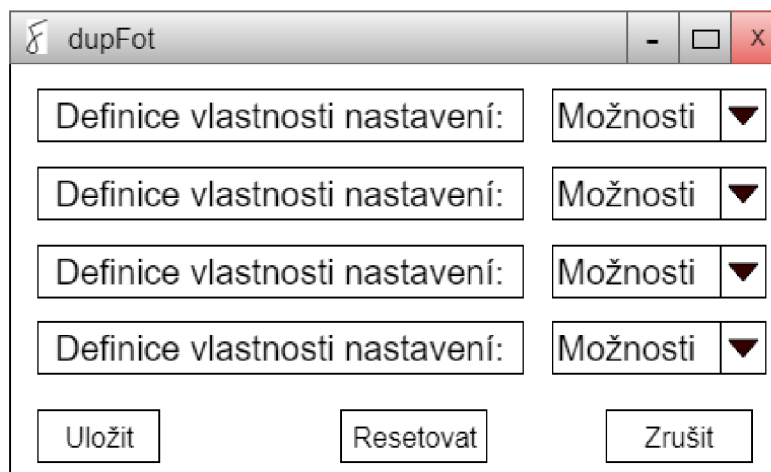 dupFot
Definice vlastnosti nastavení: Možnosti
Definice vlastnosti nastavení: Možnosti
Definice vlastnosti nastavení: Možnosti
Definice vlastnosti nastavení: Možnosti
Uložit Resetovat Zrušit